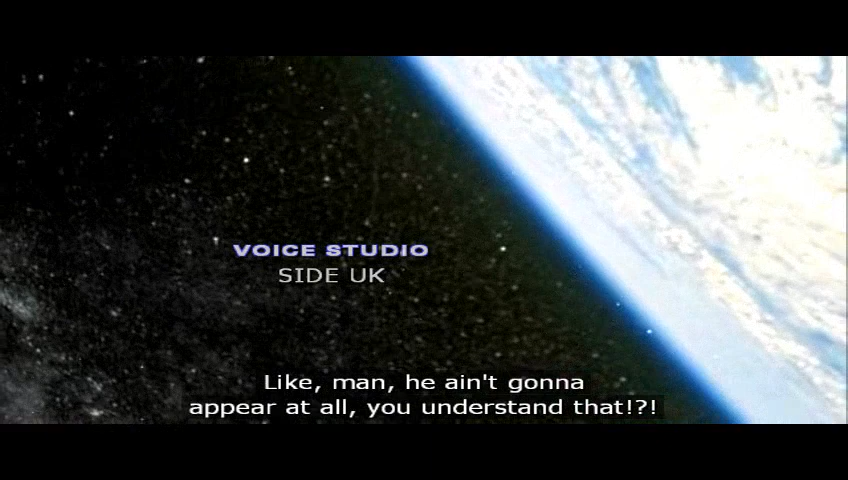 VOICE STUDIO
SIDE UK
Like, man, he ain't gonna
appear at all, you understand that!?!